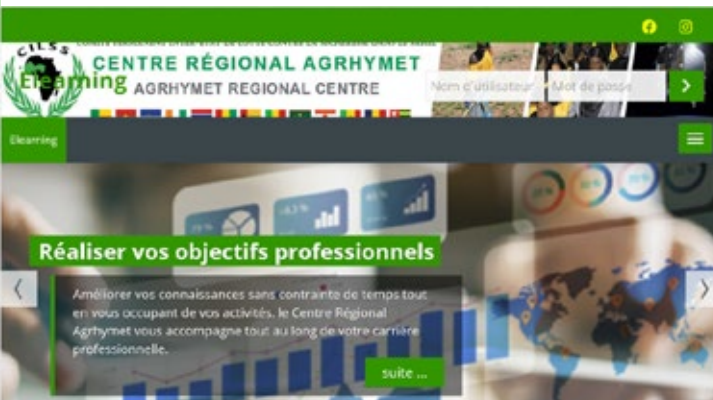 CILSS
CENTRE RÉGIONAL AGRHYMET
Elearning
AGRHYMET REGIONAL CENTRE
Nom d'utilisateur
Mot de passe
Elearning
Réaliser vos objectifs professionnels
Améliorer vos connaissances sans contrainte de temps tout
en vous occupant de vos activités. le Centre Régional
Agrhymet vous accompagne tout au long de votre carrière
professionnelle.
suite ...